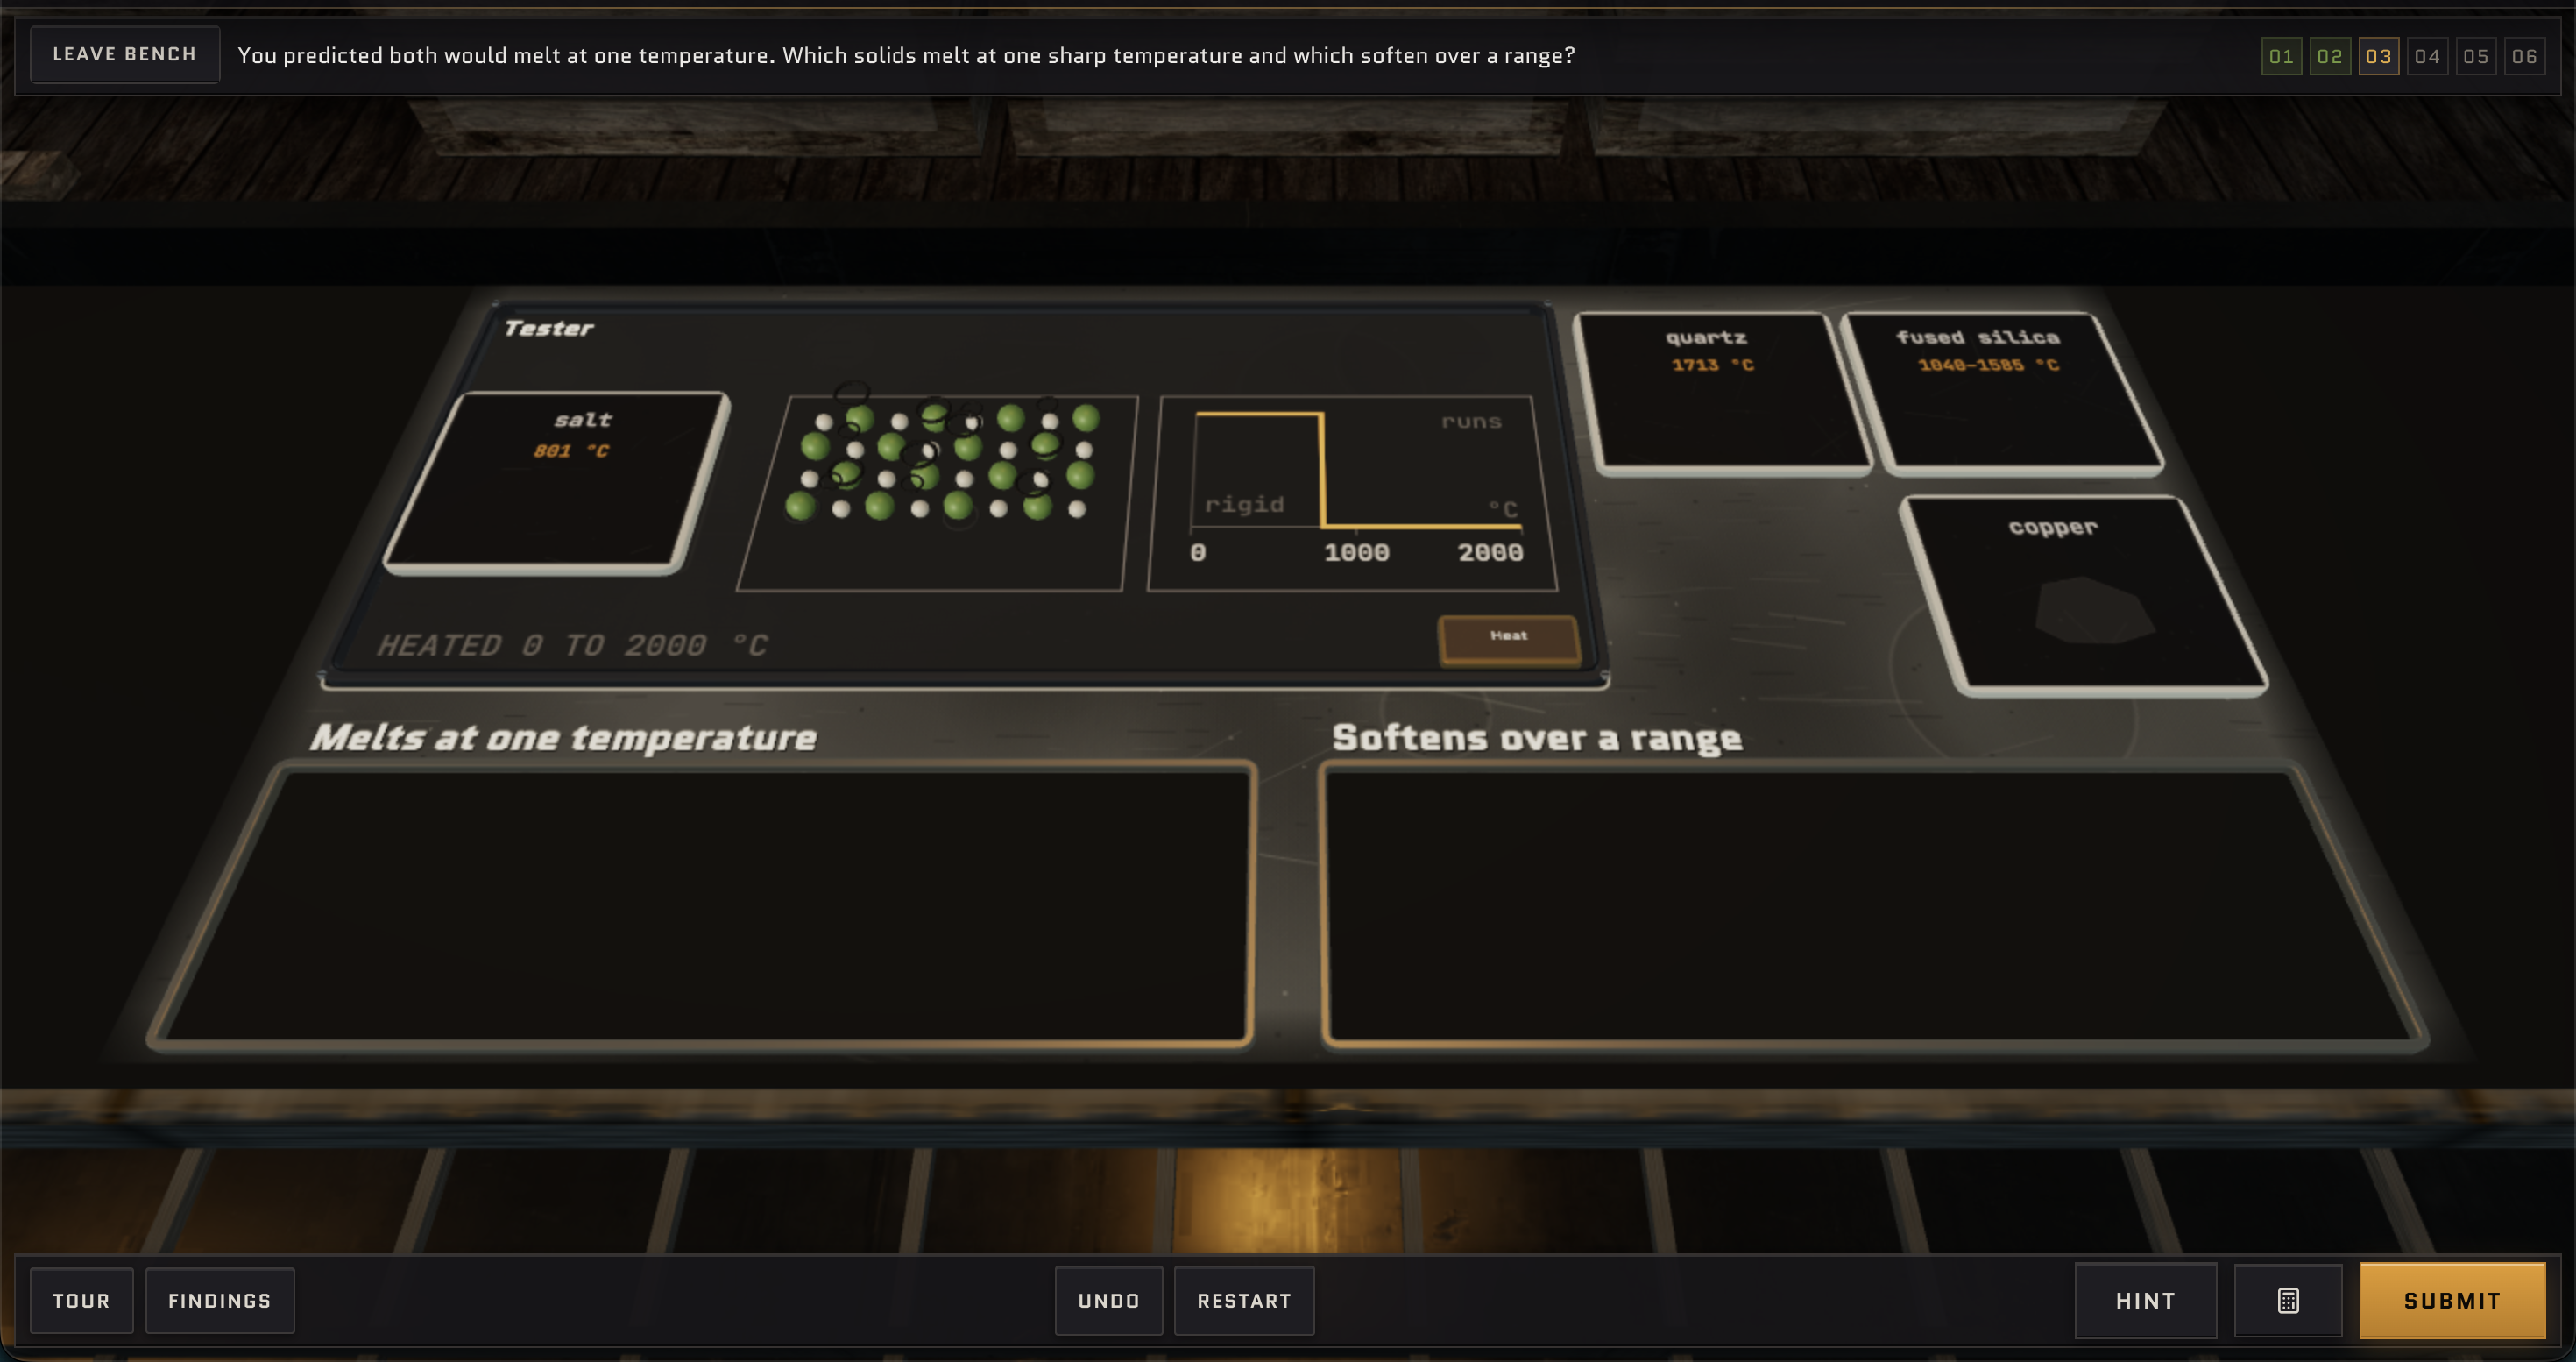 LEAVE BENCH
You predicted both would melt at one temperature. Which solids melt at one sharp temperature and which soften over a range?
01 02 03 04 05 06
Tester
salt
801 °C
runs
rigid
°C
0 1000 2000
HEATED 0 TO 2000 °C
Heat
quartz
1713 °C
fused silica
1040–1585 °C
copper
Melts at one temperature
Softens over a range
TOUR
FINDINGS
UNDO
RESTART
HINT
SUBMIT